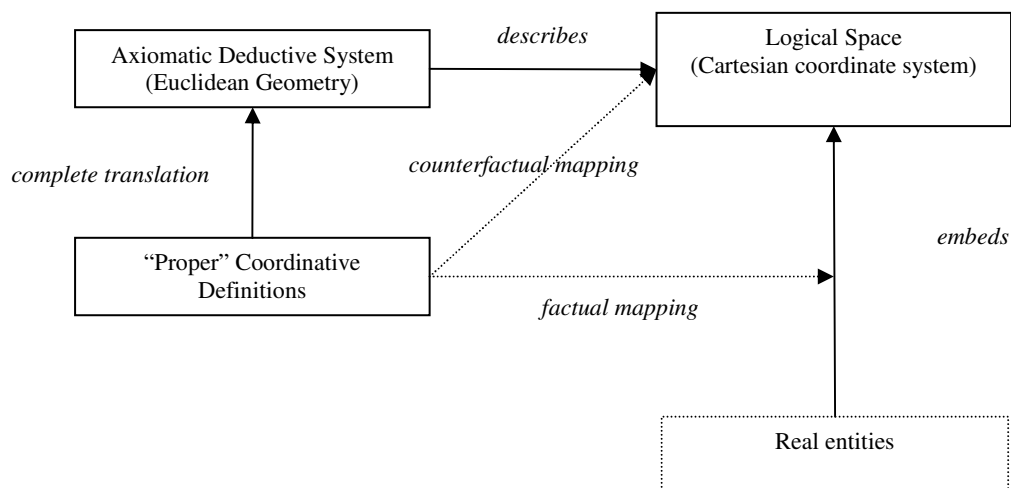 describes
Axiomatic Deductive System
(Euclidean Geometry)
Logical Space
(Cartesian coordinate system)
complete translation
counterfactual mapping
“Proper” Coordinative
Definitions
embeds
factual mapping
Real entities